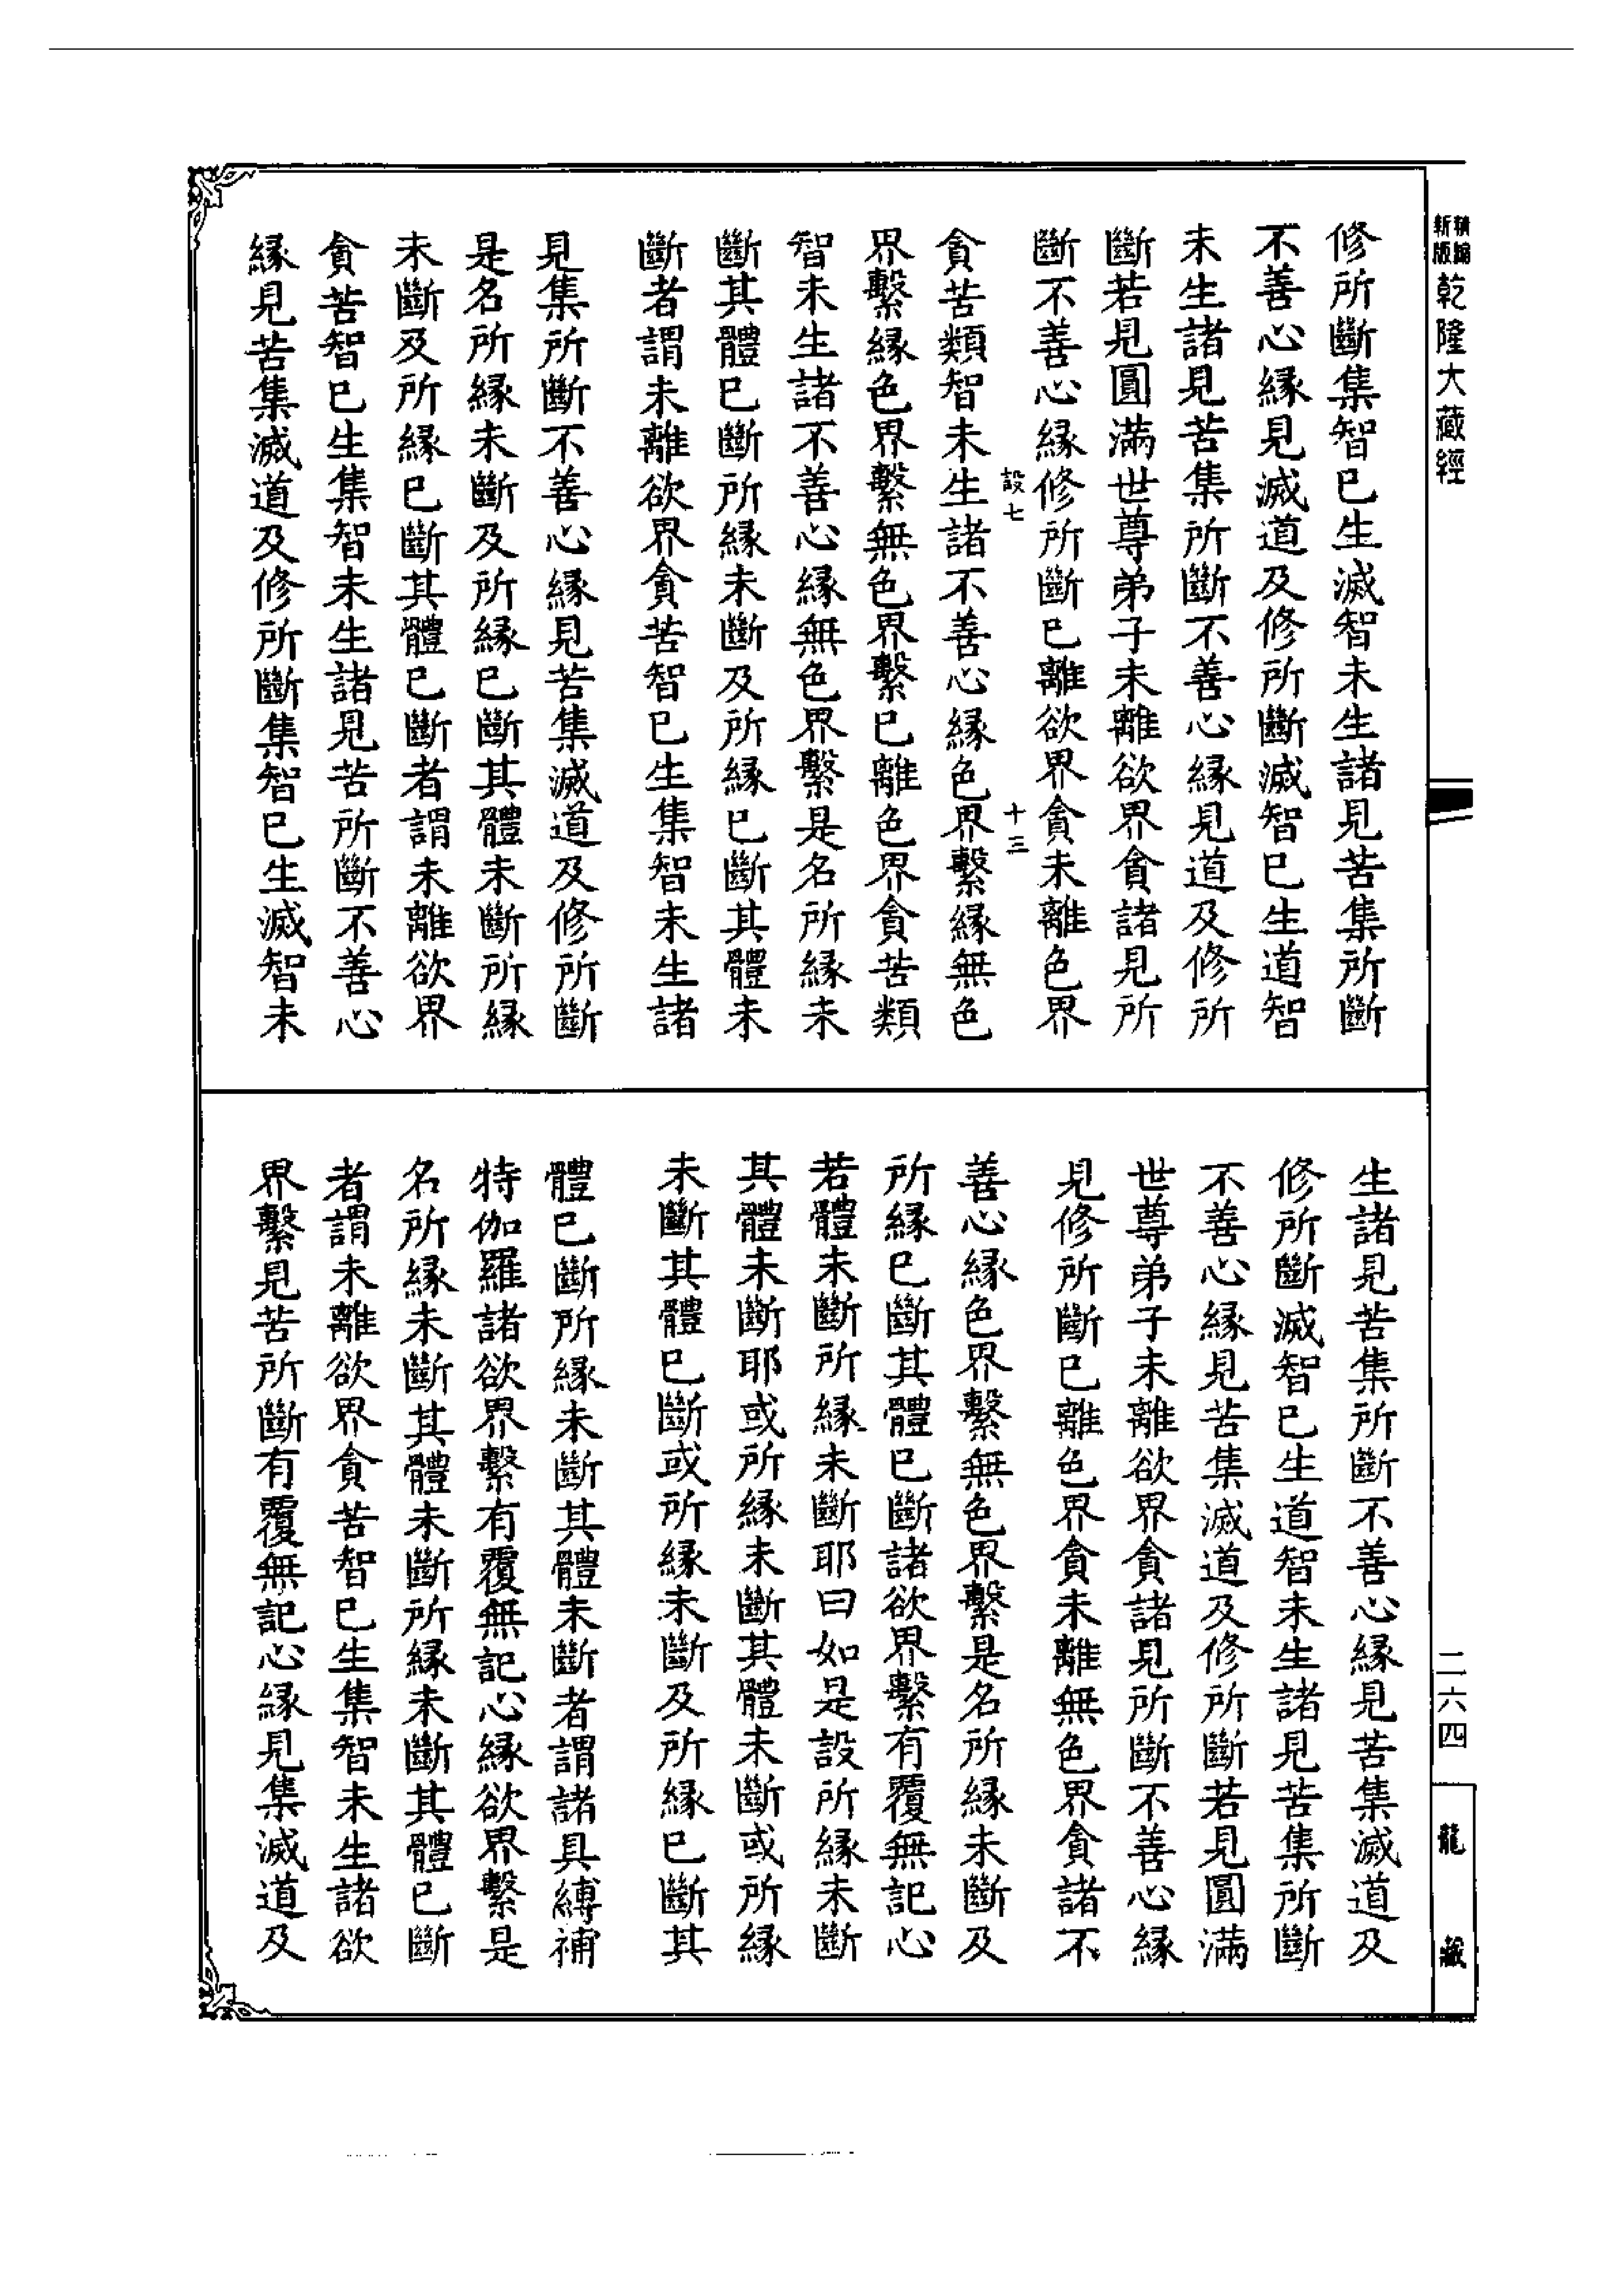 精編
新版
乾隆大藏經
修所斷集智已生滅智未生諸見苦集所斷
不善心緣見滅道及修所斷滅智已生道智
未生諸見苦集所斷不善心緣見道及修所
斷若見圓滿世尊弟子未離欲界貪諸見所
斷不善心緣修所斷已離欲界貪未離色界
設七 十三
貪苦類智未生諸不善心緣色界繫緣無色
界繫緣色界繫無色界繫已離色界貪苦類
智未生諸不善心緣無色界繫是名所緣未
斷其體已斷所緣未斷及所緣已斷其體未
斷者謂未離欲界貪苦智已生集智未生諸
見集所斷不善心緣見苦集滅道及修所斷
是名所緣未斷及所緣已斷其體未斷所緣
未斷及所緣已斷其體已斷者謂未離欲界
貪苦智已生集智未生諸見苦所斷不善心
緣見苦集滅道及修所斷集智已生滅智未
生諸見苦集所斷不善心緣見苦集滅道及
修所斷滅智已生道智未生諸見苦集所斷
不善心緣見苦集滅道及修所斷若見圓滿
世尊弟子未離欲界貪諸見所斷不善心緣
見修所斷已離色界貪未離無色界貪諸不
善心緣色界繫無色界繫是名所緣未斷及
所緣已斷其體已斷諸欲界繫有覆無記心
若體未斷所緣未斷耶曰如是設所緣未斷
其體未斷耶或所緣未斷其體未斷或所緣
未斷其體已斷或所緣未斷及所緣已斷其
體已斷所緣未斷其體未斷者謂諸具縛補
特伽羅諸欲界繫有覆無記心緣欲界繫是
名所緣未斷其體未斷所緣未斷其體已斷
者謂未離欲界貪苦智已生集智未生諸欲
界繫見苦所斷有覆無記心緣見集滅道及
二六四
龍藏